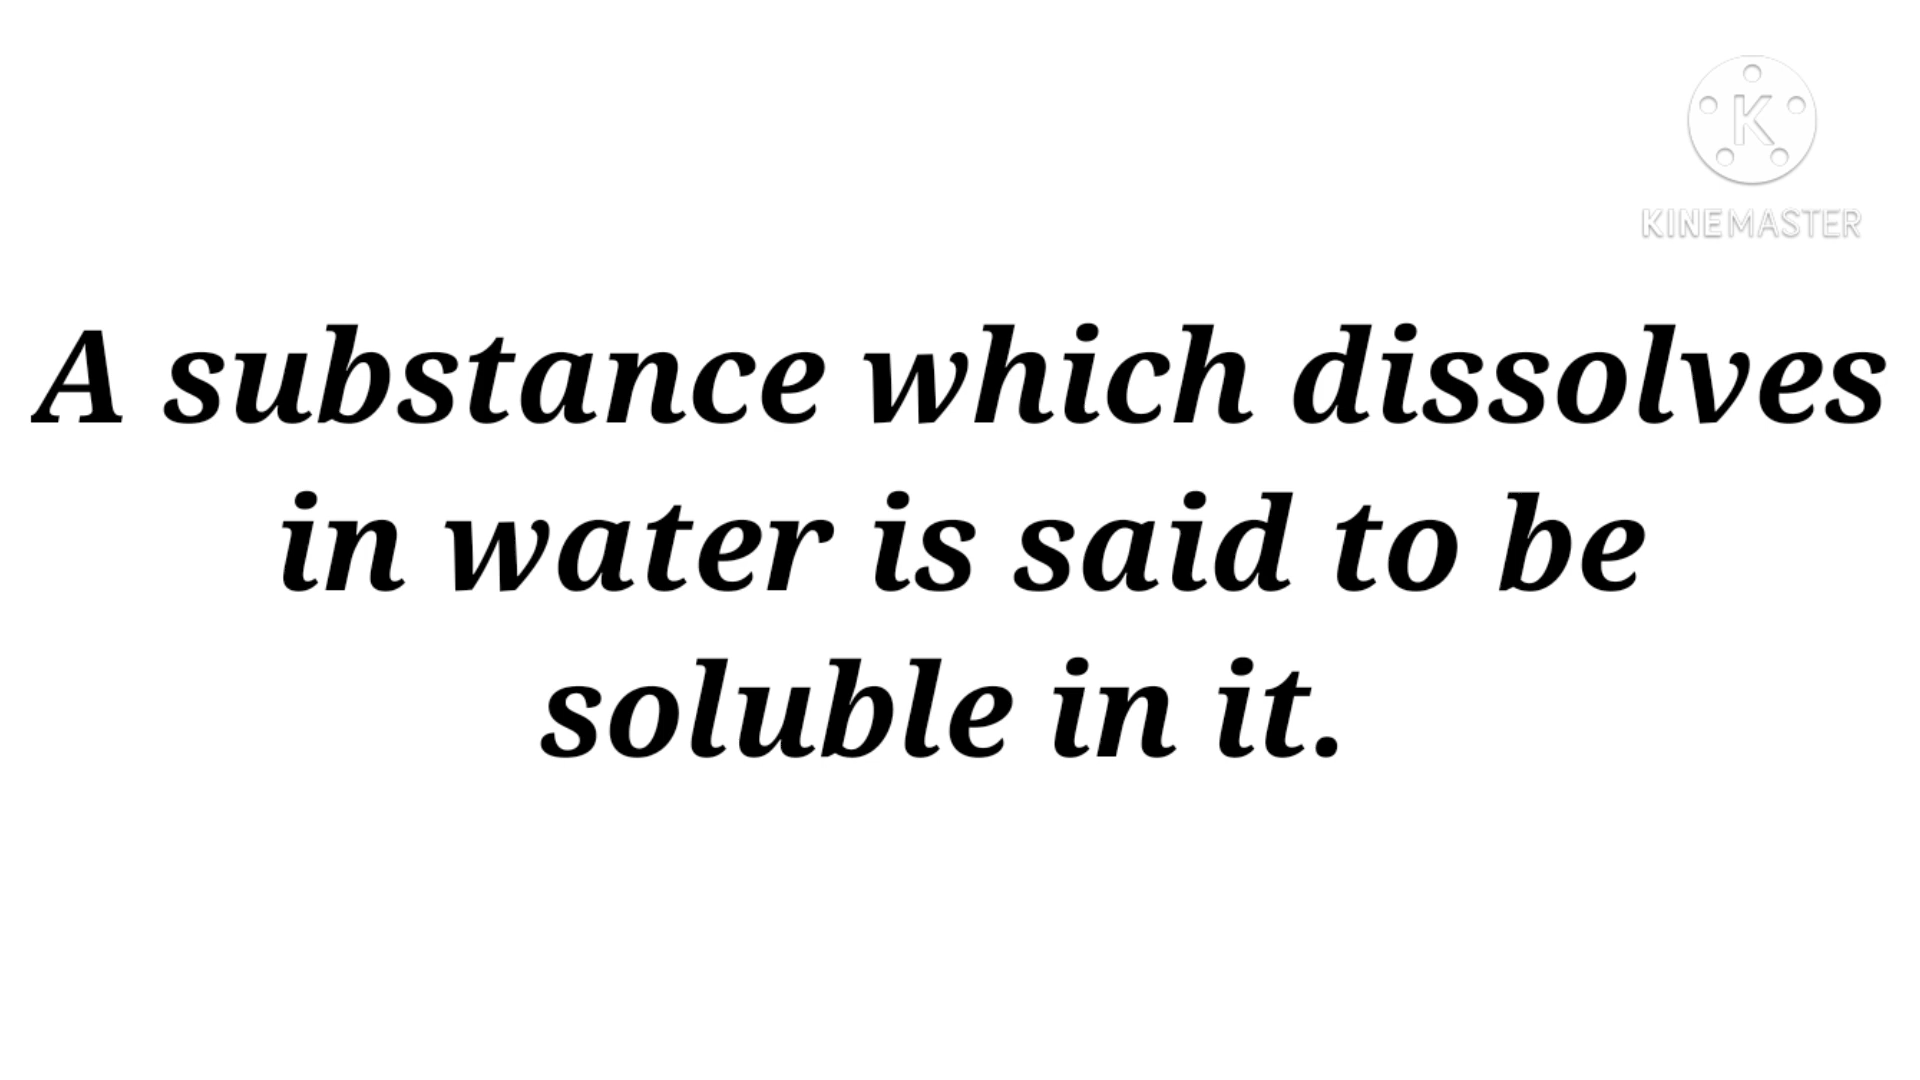 K
KINEMASTER
A substance which dissolves
in water is said to be
soluble in it.